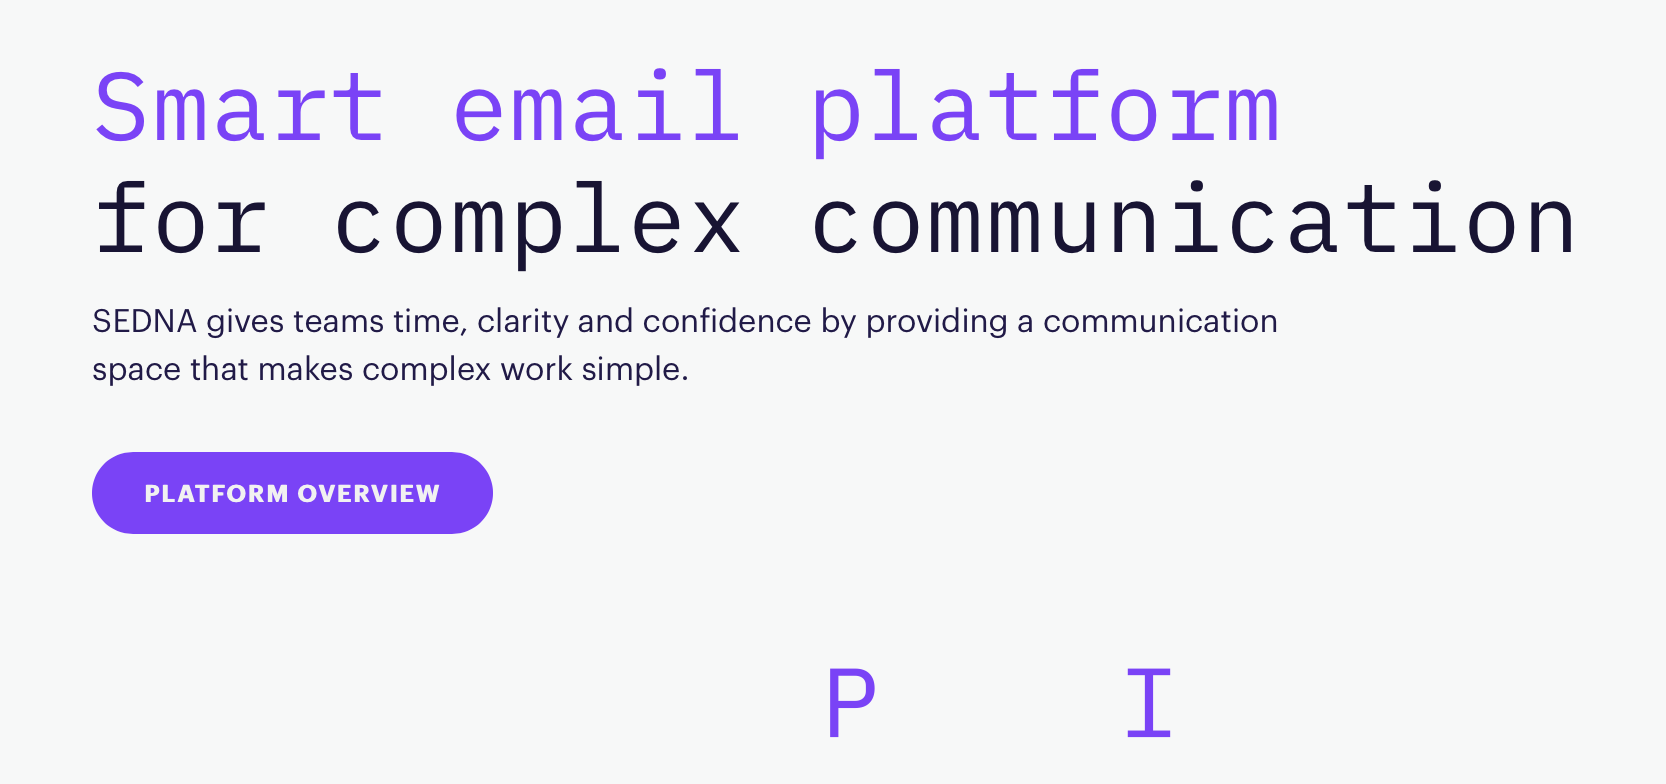 Smart email platform
for complex communication
SEDNA gives teams time, clarity and confidence by providing a communication
space that makes complex work simple.
PLATFORM OVERVIEW
P I